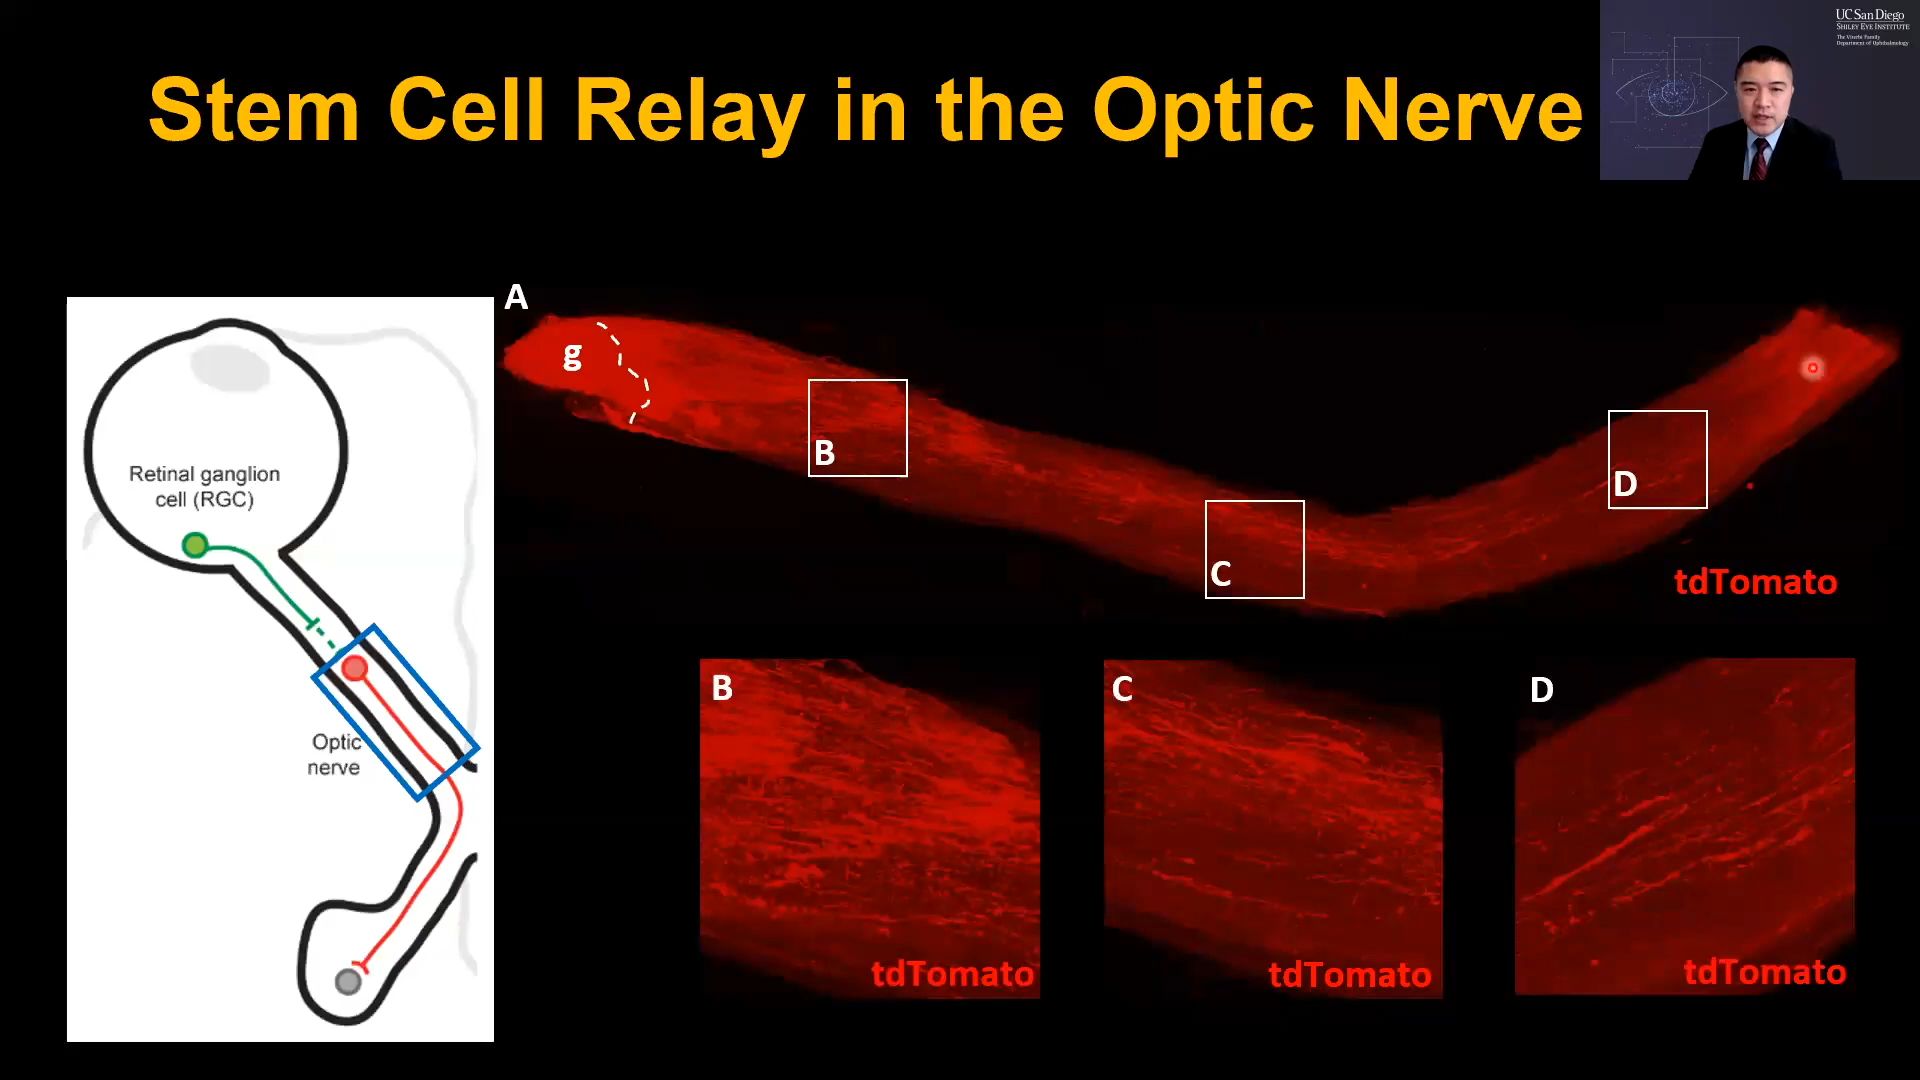 Stem Cell Relay in the Optic Nerve
UC San Diego
SHILEY EYE INSTITUTE
The Viterbi Family
Department of Ophthalmology
A
g
B
C
D
tdTomato
Retinal ganglion
cell (RGC)
Optic
nerve
B
tdTomato
C
tdTomato
D
tdTomato